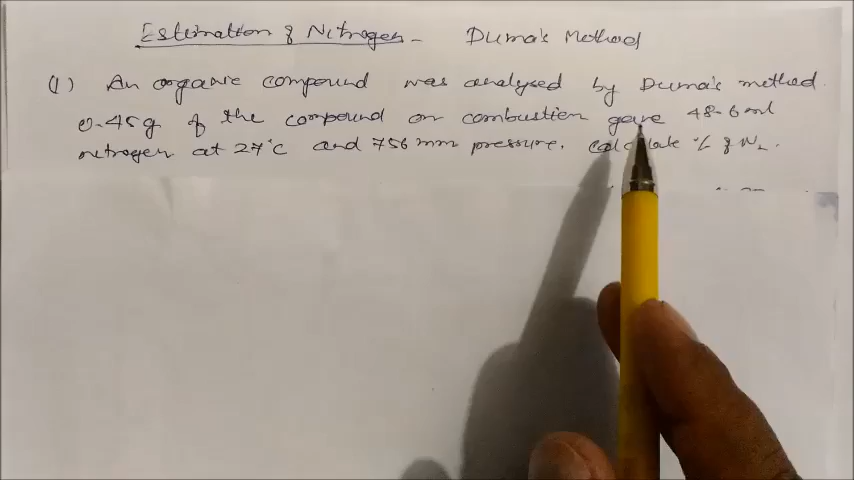 Estimation of Nitrogen - Duma's Method
(1) An organic compound was analysed by Duma's method.
0.45g of the compound on combustion gave 48.6 ml
nitrogen at 27°C and 756 mm pressure. Calculate % of N₂.